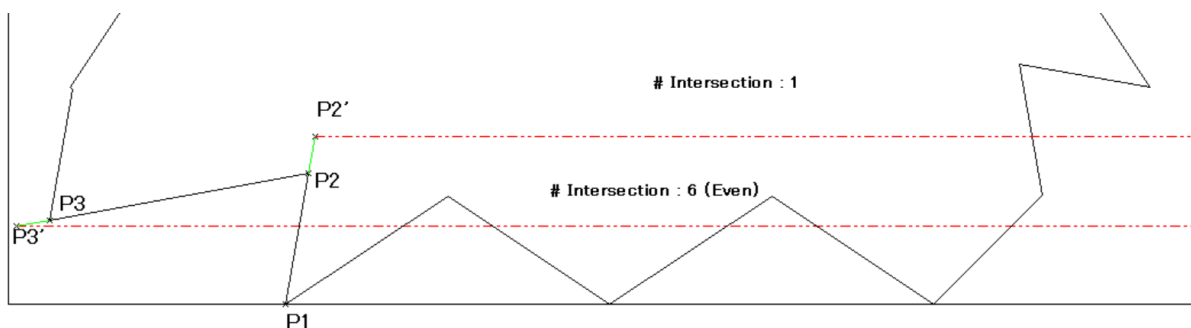 # Intersection : 1
P2'
P2
# Intersection : 6 (Even)
P3
P3'
P1